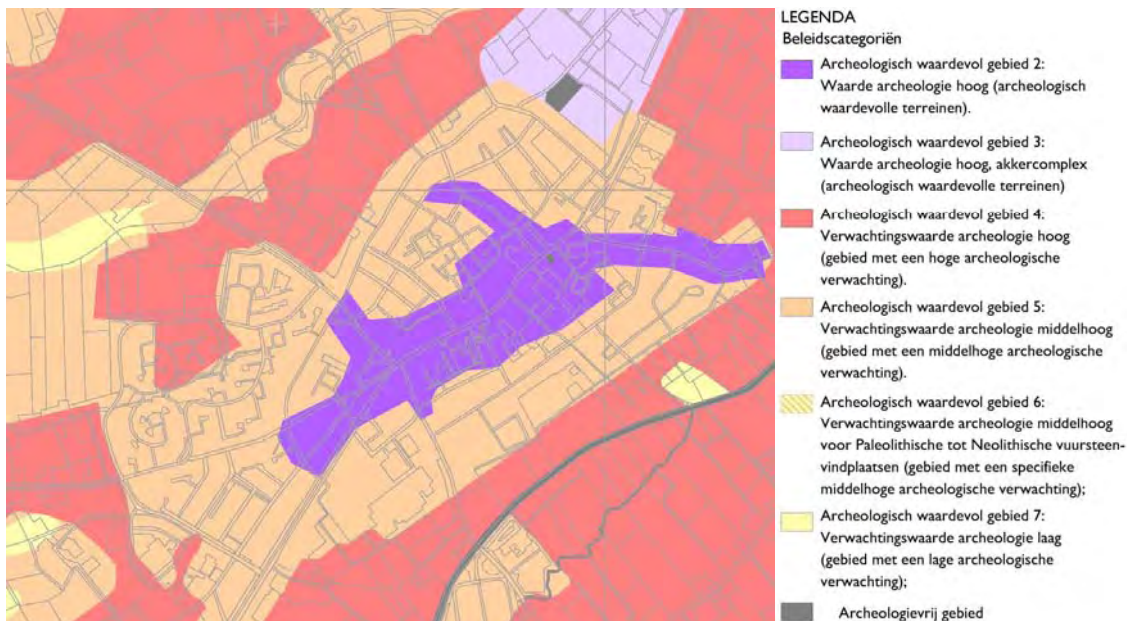 LEGENDA
Beleidscategoriën
Archeologisch waardevol gebied 2:
Waarde archeologie hoog (archeologisch
waardevolle terreinen).
Archeologisch waardevol gebied 3:
Waarde archeologie hoog, akkercomplex
(archeologisch waardevolle terreinen)
Archeologisch waardevol gebied 4:
Verwachtingswaarde archeologie hoog
(gebied met een hoge archeologische
verwachting).
Archeologisch waardevol gebied 5:
Verwachtingswaarde archeologie middelhoog
(gebied met een middelhoge archeologische
verwachting).
Archeologisch waardevol gebied 6:
Verwachtingswaarde archeologie middelhoog
voor Paleolithische tot Neolithische vuursteen-
vindplaatsen (gebied met een specifieke
middelhoge archeologische verwachting);
Archeologisch waardevol gebied 7:
Verwachtingswaarde archeologie laag
(gebied met een lage archeologische
verwachting);
Archeologievrij gebied